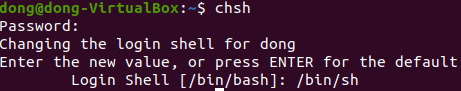 dong@dong-VirtualBox:~$ chsh
Password:
Changing the login shell for dong
Enter the new value, or press ENTER for the default
        Login Shell [/bin/bash]: /bin/sh